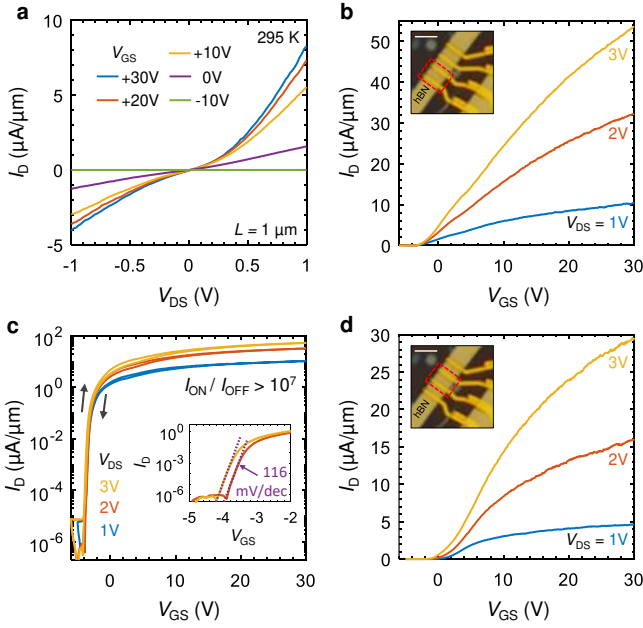 a
10
5
0
-5
I_D (μA/μm)
V_GS
+30V
+20V
+10V
0V
-10V
295 K
L = 1 μm
-1
-0.5
0
0.5
1
V_DS (V)
b
50
40
30
20
10
0
I_D (μA/μm)
hBN
3V
2V
V_DS = 1V
0
10
20
30
V_GS (V)
c
10^2
10^0
10^-2
10^-4
10^-6
I_D (μA/μm)
I_ON / I_OFF > 10^7
V_DS
3V
2V
1V
10^-0
10^-2
10^-4
10^-6
I_D
116
mV/dec
-5
-4
-3
-2
V_GS
0
10
20
30
V_GS (V)
d
30
25
20
15
10
5
0
I_D (μA/μm)
hBN
3V
2V
V_DS = 1V
0
10
20
30
V_GS (V)